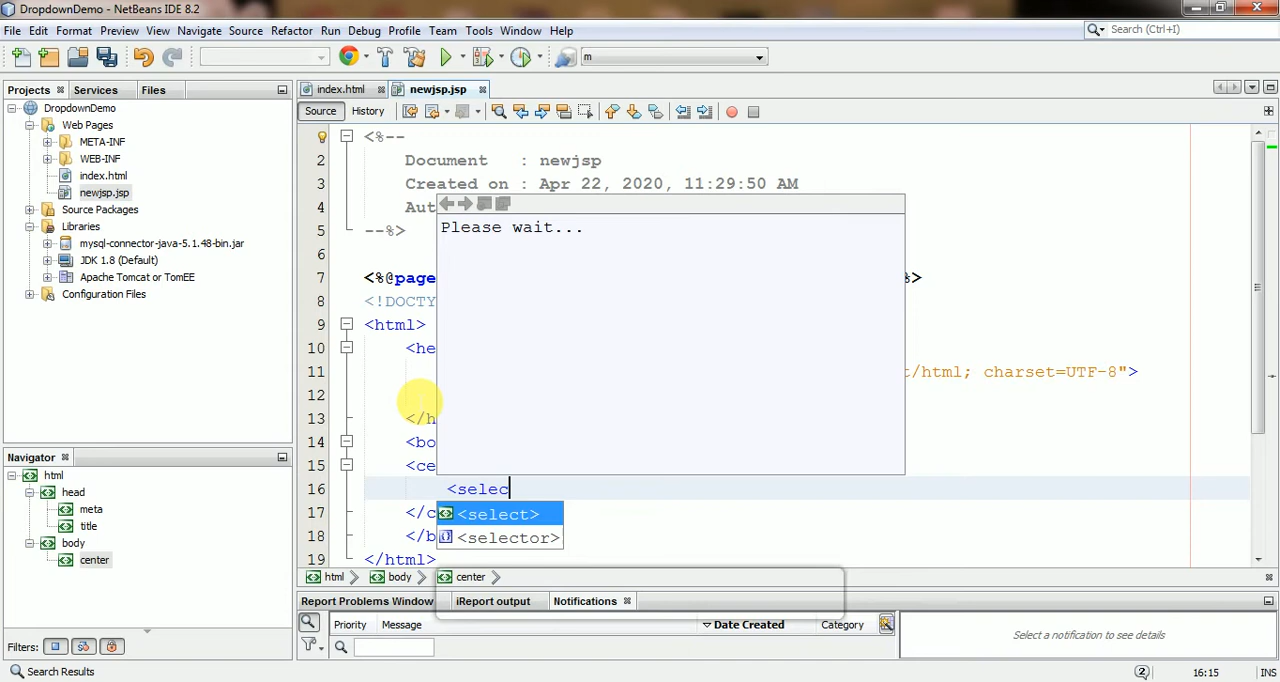 DropdownDemo - NetBeans IDE 8.2
File Edit Format Preview View Navigate Source Refactor Run Debug Profile Team Tools Window Help
Search (Ctrl+I)
m
Projects Services Files
index.html newjsp.jsp
Source History
DropdownDemo
Web Pages
META-INF
WEB-INF
index.html
newjsp.jsp
Source Packages
Libraries
mysql-connector-java-5.1.48-bin.jar
JDK 1.8 (Default)
Apache Tomcat or TomEE
Configuration Files
Navigator
html
head
meta
title
body
center
Filters:
<%--
2 Document : newjsp
3 Created on : Apr 22, 2020, 11:29:50 AM
4 Aut
5 --%>
6
7 <%@page %>
8 <!DOCTY
9 <html>
10 <he
11 t/html; charset=UTF-8">
12
13 </h
14 <bo
15 <ce
16 <selec
17 </c
18 </b
19 </html>
Please wait...
<select>
<selector>
html body center
Report Problems Window iReport output Notifications
Priority Message Date Created Category
Select a notification to see details
Search Results
2
16:15
INS